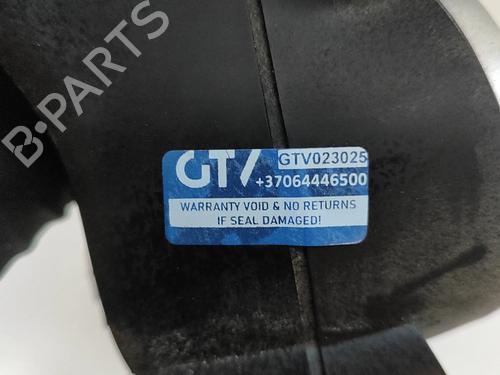 GTV GTV023025
+37064446500
WARRANTY VOID & NO RETURNS
IF SEAL DAMAGED!
B-PARTS